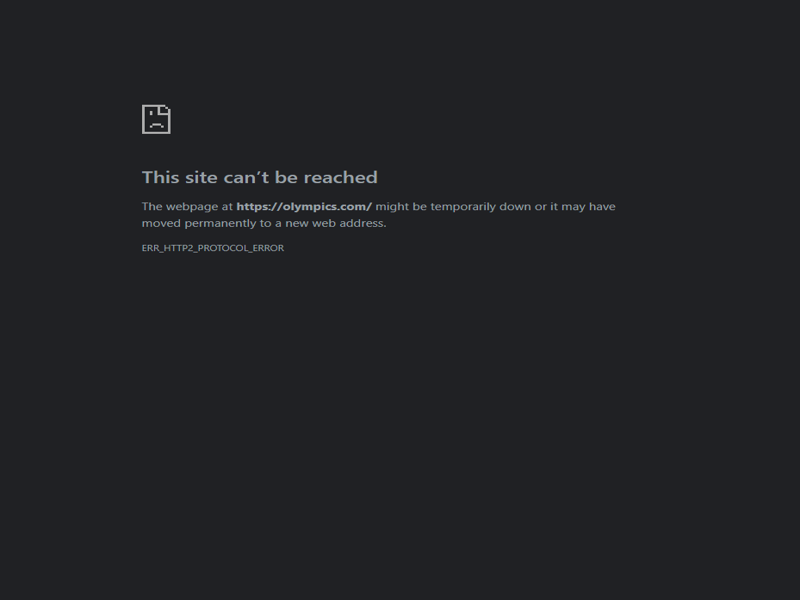 This site can’t be reached
The webpage at https://olympics.com/ might be temporarily down or it may have
moved permanently to a new web address.
ERR_HTTP2_PROTOCOL_ERROR